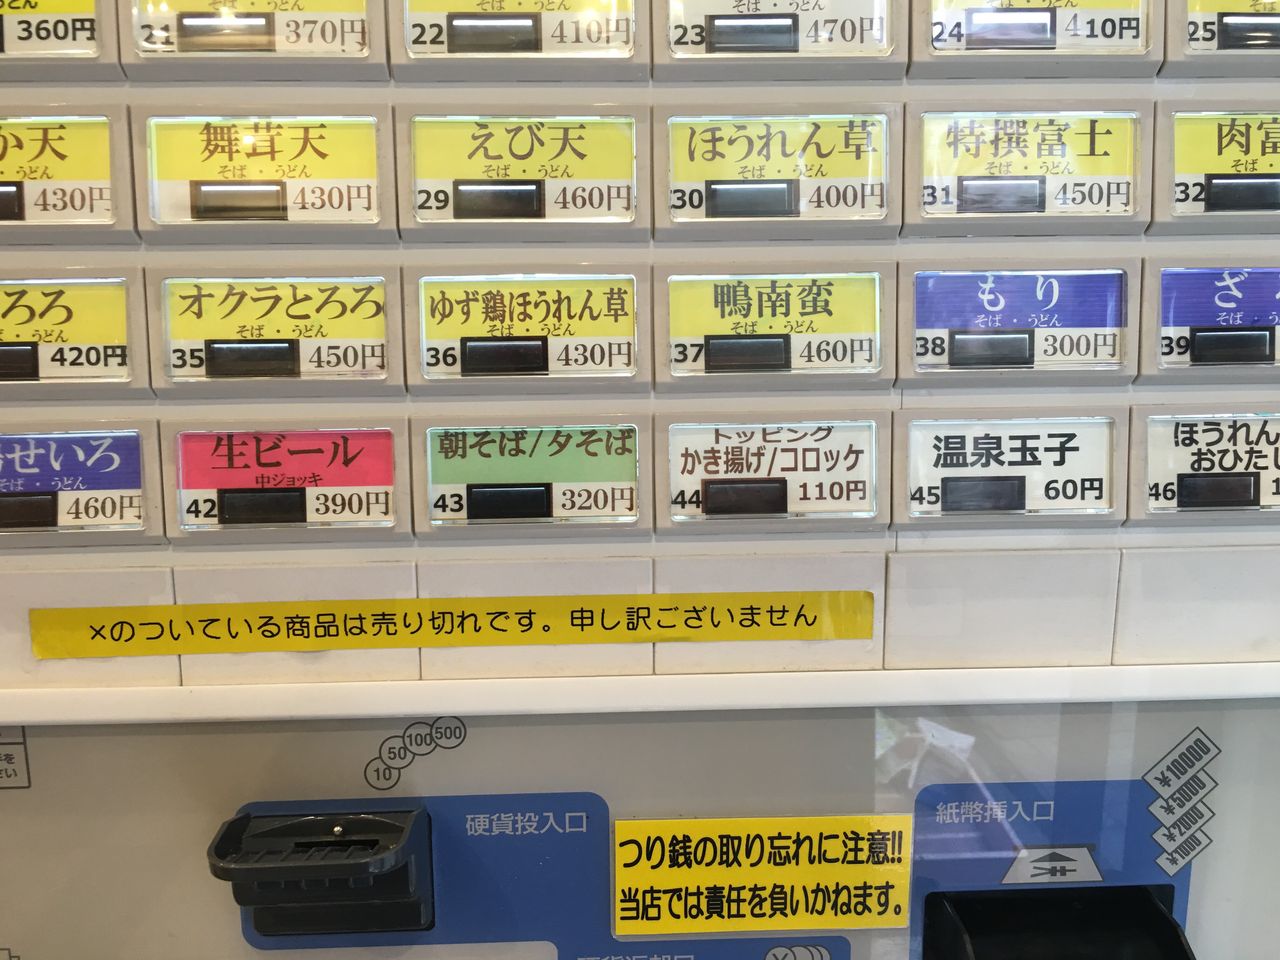 360円
21
370円
22
410円
23
470円
24
410円
25
か天
そば・うどん
430円
舞茸天
そば・うどん
430円
えび天
そば・うどん
29
460円
ほうれん草
そば・うどん
30
400円
特撰富士
そば・うどん
31
450円
肉富
そば・うどん
32
ろろ
420円
オクラとろろ
そば・うどん
35
450円
ゆず鶏ほうれん草
そば・うどん
36
430円
鴨南蛮
そば・うどん
37
460円
もり
そば・うどん
38
300円
ざ
そば・う
39
せいろ
そば・うどん
460円
生ビール
中ジョッキ
42
390円
朝そば/夕そば
43
320円
トッピング
かき揚げ/コロッケ
44
110円
温泉玉子
45
60円
ほうれん
おひたし
46
×のついている商品は売り切れです。申し訳ございません
10
50
100
500
硬貨投入口
つり銭の取り忘れに注意!!
当店では責任を負いかねます。
紙幣挿入口
10000
5000
2000
1000